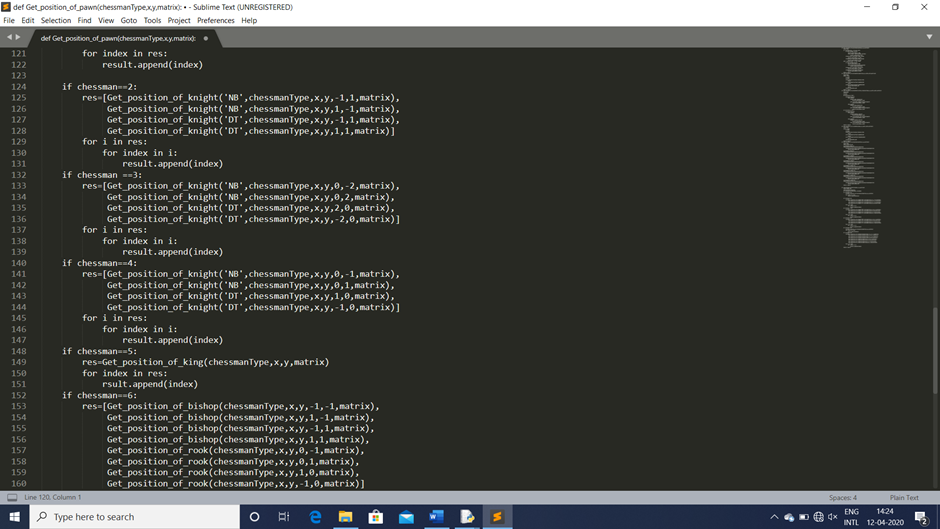 def Get_position_of_pawn(chessmanType,x,y,matrix): • - Sublime Text (UNREGISTERED)
File Edit Selection Find View Goto Tools Project Preferences Help
def Get_position_of_pawn(chessmanType,x,y,matrix):
121 for index in res:
122 result.append(index)
123
124 if chessman==2:
125 res=[Get_position_of_knight('NB',chessmanType,x,y,-1,1,matrix),
126 Get_position_of_knight('NB',chessmanType,x,y,1,-1,matrix),
127 Get_position_of_knight('DT',chessmanType,x,y,-1,1,matrix),
128 Get_position_of_knight('DT',chessmanType,x,y,1,1,matrix)]
129 for i in res:
130 for index in i:
131 result.append(index)
132 if chessman ==3:
133 res=[Get_position_of_knight('NB',chessmanType,x,y,0,-2,matrix),
134 Get_position_of_knight('NB',chessmanType,x,y,0,2,matrix),
135 Get_position_of_knight('DT',chessmanType,x,y,2,0,matrix),
136 Get_position_of_knight('DT',chessmanType,x,y,-2,0,matrix)]
137 for i in res:
138 for index in i:
139 result.append(index)
140 if chessman==4:
141 res=[Get_position_of_knight('NB',chessmanType,x,y,0,-1,matrix),
142 Get_position_of_knight('NB',chessmanType,x,y,0,1,matrix),
143 Get_position_of_knight('DT',chessmanType,x,y,1,0,matrix),
144 Get_position_of_knight('DT',chessmanType,x,y,-1,0,matrix)]
145 for i in res:
146 for index in i:
147 result.append(index)
148 if chessman==5:
149 res=Get_position_of_king(chessmanType,x,y,matrix)
150 for index in res:
151 rsult.append(index)
152 if chessman==6:
153 res=[Get_position_of_bishop(chessmanType,x,y,-1,-1,matrix),
154 Get_position_of_bishop(chessmanType,x,y,1,-1,matrix),
155 Get_position_of_bishop(chessmanType,x,y,-1,1,matrix),
156 Get_position_of_bishop(chessmanType,x,y,1,1,matrix),
157 Get_position_of_rook(chessmanType,x,y,0,-1,matrix),
158 Get_position_of_rook(chessmanType,x,y,0,1,matrix),
159 Get_position_of_rook(chessmanType,x,y,1,0,matrix),
160 Get_position_of_rook(chessmanType,x,y,-1,0,matrix)]
Line 120, Column 1 Spaces: 4 Plain Text
Type here to search
ENG 14:24
INTL 12-04-2020 2